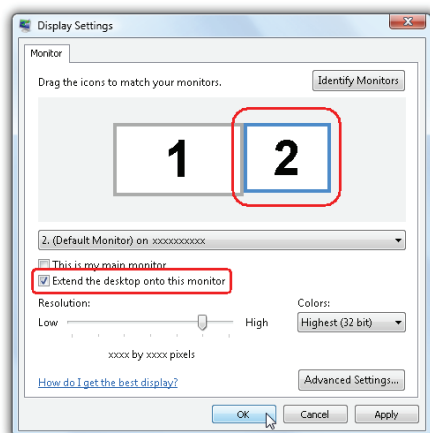 Display Settings
Monitor
Drag the icons to match your monitors.
Identify Monitors
1
2
2. (Default Monitor) on xxxxxxxxxx
This is my main monitor
Extend the desktop onto this monitor
Resolution:
Colors:
Low
High
Highest (32 bit)
xxxx by xxxx pixels
How do I get the best display?
Advanced Settings...
OK
Cancel
Apply